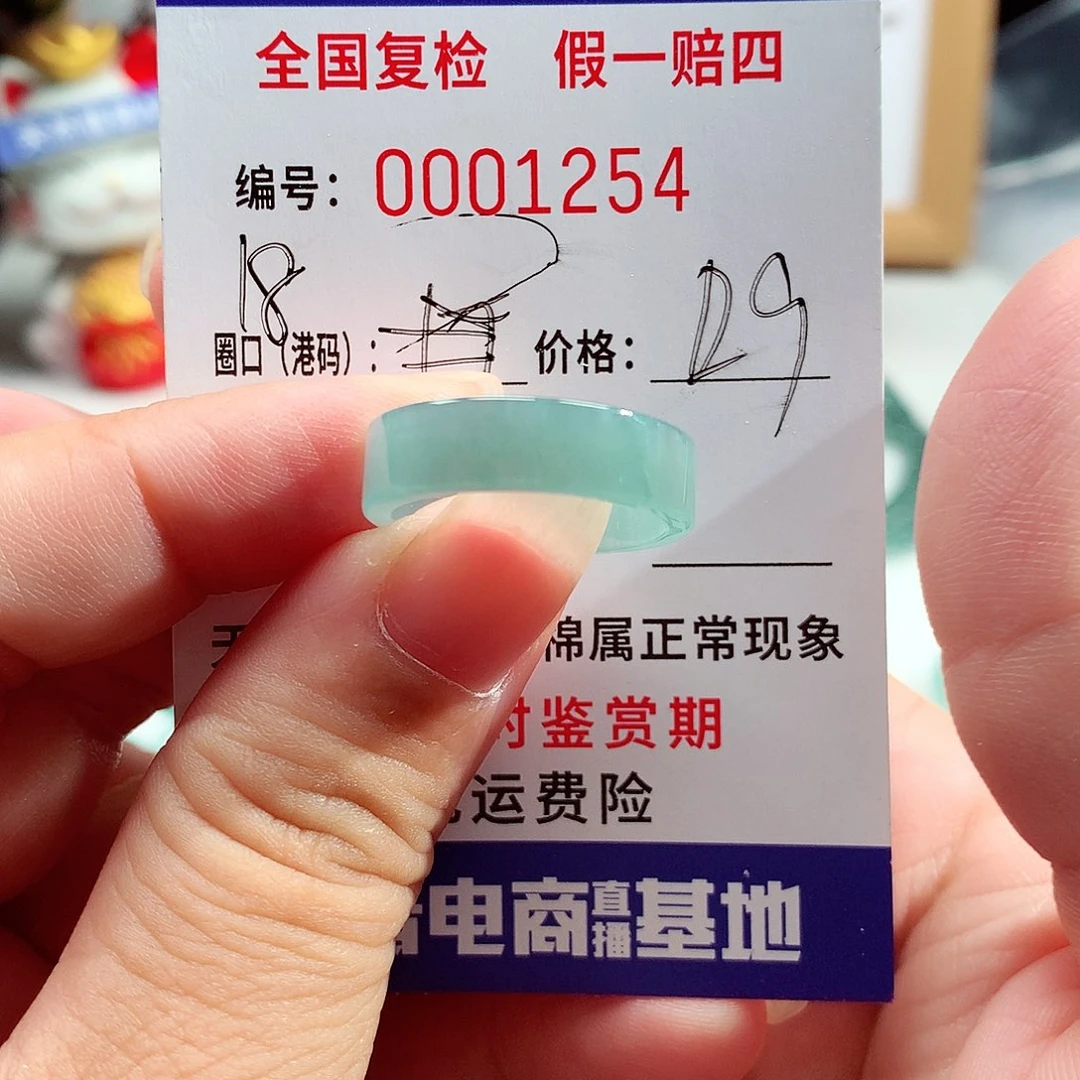 全国复检 假一赔四
编号：0001254
18
圈口（港码）：
价格：
棉属正常现象
时鉴赏期
运费险
电商直播基地